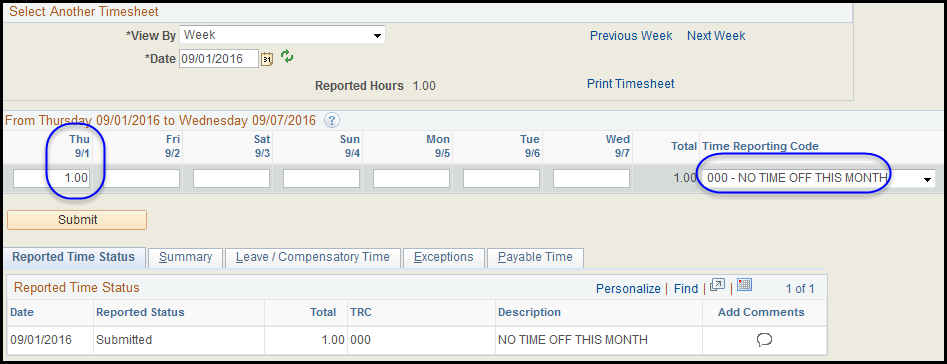 Select Another Timesheet
*View By Week Previous Week Next Week
*Date 09/01/2016 31
Reported Hours 1.00 Print Timesheet
From Thursday 09/01/2016 to Wednesday 09/07/2016 ?
Thu Fri Sat Sun Mon Tue Wed
9/1 9/2 9/3 9/4 9/5 9/6 9/7 Total Time Reporting Code
1.00 1.00 000 - NO TIME OFF THIS MONTH
Submit
Reported Time Status Summary Leave / Compensatory Time Exceptions Payable Time
Reported Time Status Personalize | Find | | 1 of 1
Date Reported Status Total TRC Description Add Comments
09/01/2016 Submitted 1.00 000 NO TIME OFF THIS MONTH